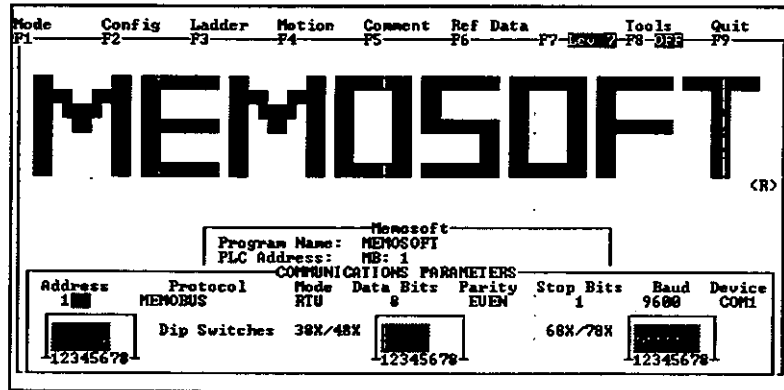 Mode Config Ladder Motion Comment Ref Data Tools Quit
F1 F2 F3 F4 F5 F6 F7-Lev 2 F8-OFF F9
MEMOSOFT
(R)
Memosoft
Program Name: MEMOSOFT
PLC Address: MB: 1
COMMUNICATIONS PARAMETERS
Address Protocol Mode Data Bits Parity Stop Bits Baud Device
1 MEMOBUS RTU 8 EVEN 1 9600 COM1
Dip Switches 38X/48X 68X/78X
12345678 12345678 12345678